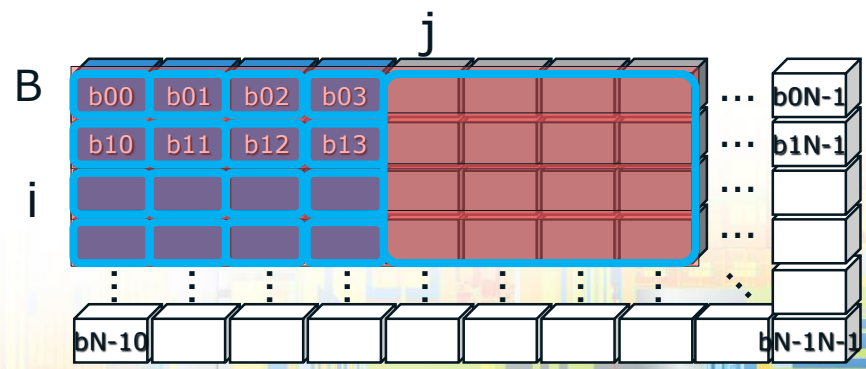 j
B b00 b01 b02 b03 ... b0N-1
b10 b11 b12 b13 ... b1N-1
...
i
...
bN-10 bN-1N-1